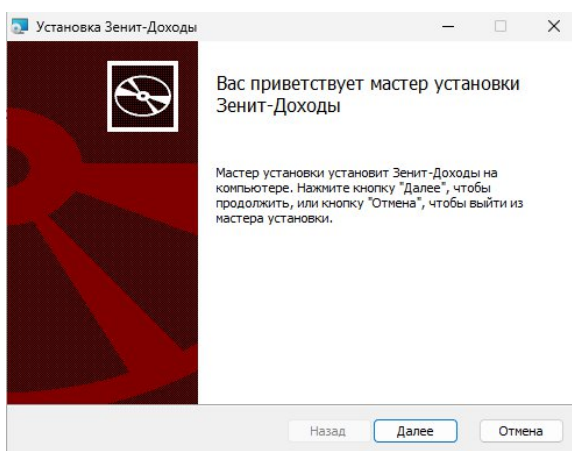 Установка Зенит-Доходы
Вас приветствует мастер установки
Зенит-Доходы
Мастер установки установит Зенит-Доходы на
компьютере. Нажмите кнопку "Далее", чтобы
продолжить, или кнопку "Отмена", чтобы выйти из
мастера установки.
Назад Далее Отмена